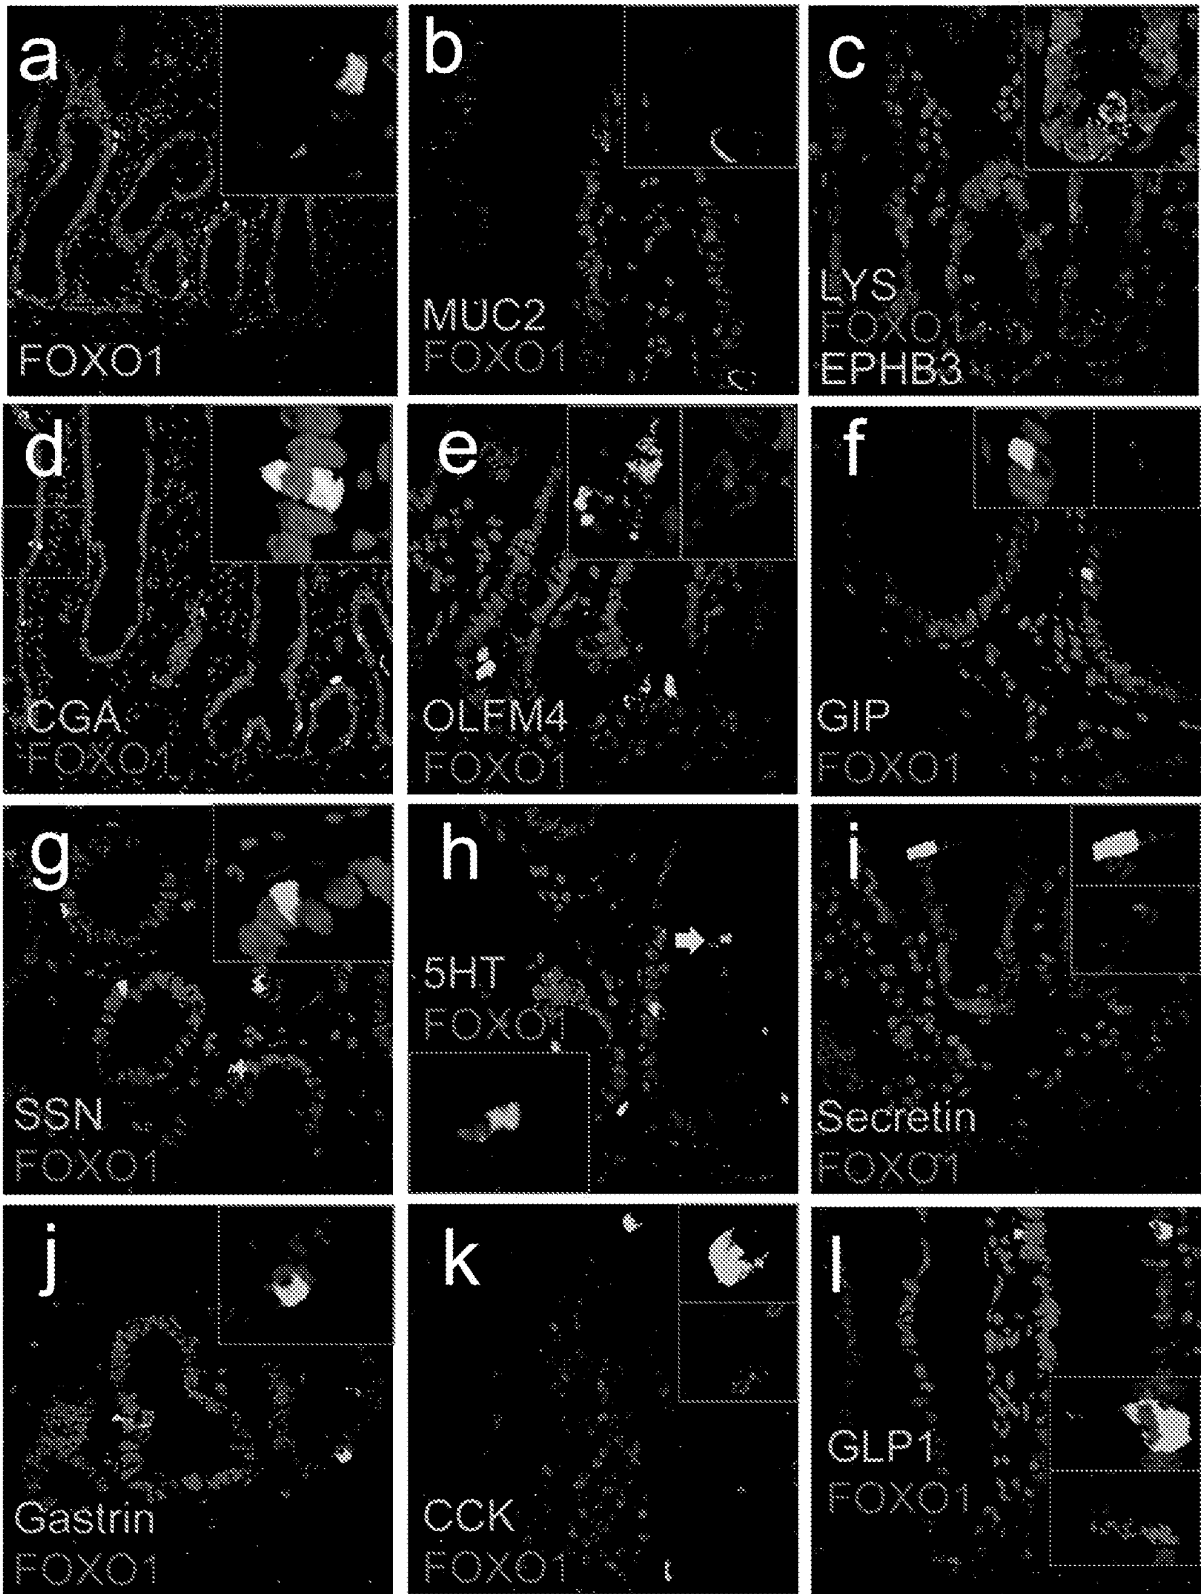 a
FOXO1
b
MUC2
FOXO1
c
LYS
FOXO1
EPHB3
d
CGA
FOXO1
e
OLFM4
FOXO1
f
GIP
FOXO1
g
SSN
FOXO1
h
5HT
FOXO1
i
Secretin
FOXO1
j
Gastrin
FOXO1
k
CCK
FOXO1
l
GLP1
FOXO1